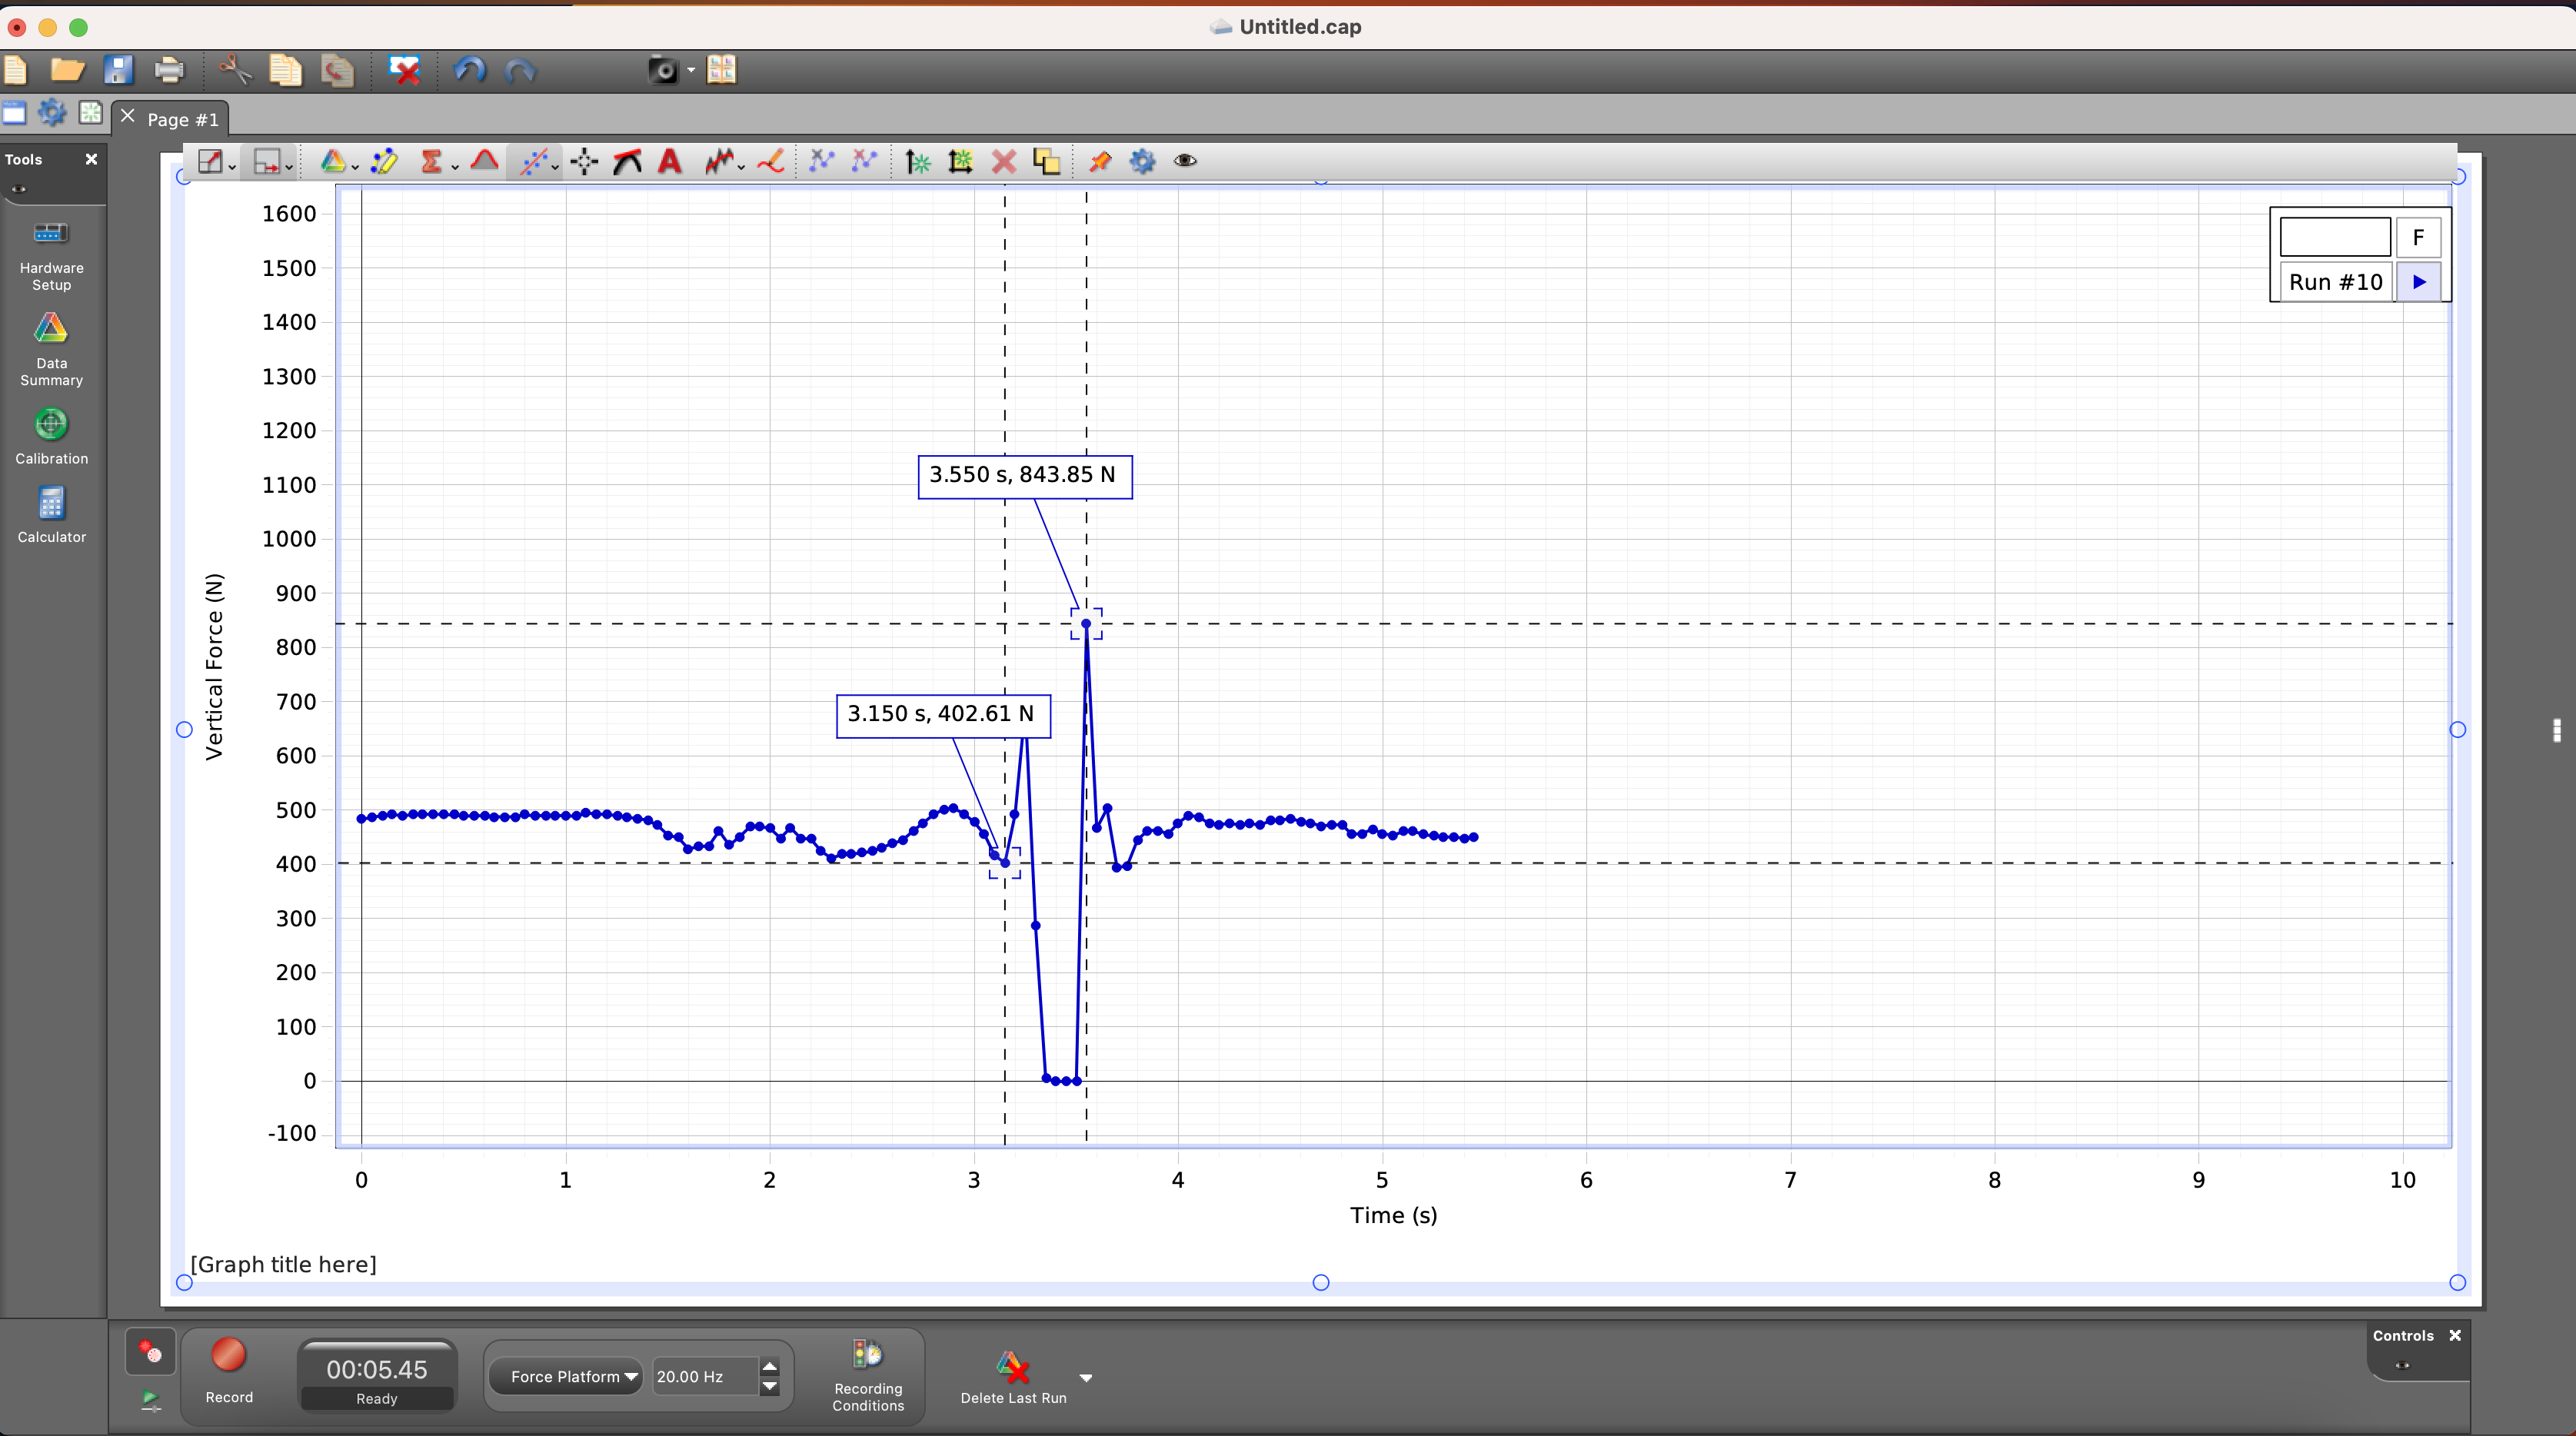 Untitled.cap
Page #1
Tools
Hardware
Setup
Data
Summary
Calibration
Calculator
1600
1500
1400
1300
1200
1100
1000
900
800
700
600
500
400
300
200
100
0
-100
Vertical Force (N)
F
Run #10
3.550 s, 843.85 N
3.150 s, 402.61 N
0 1 2 3 4 5 6 7 8 9 10
Time (s)
[Graph title here]
Record
00:05.45
Ready
Force Platform
20.00 Hz
Recording
Conditions
Delete Last Run
Controls